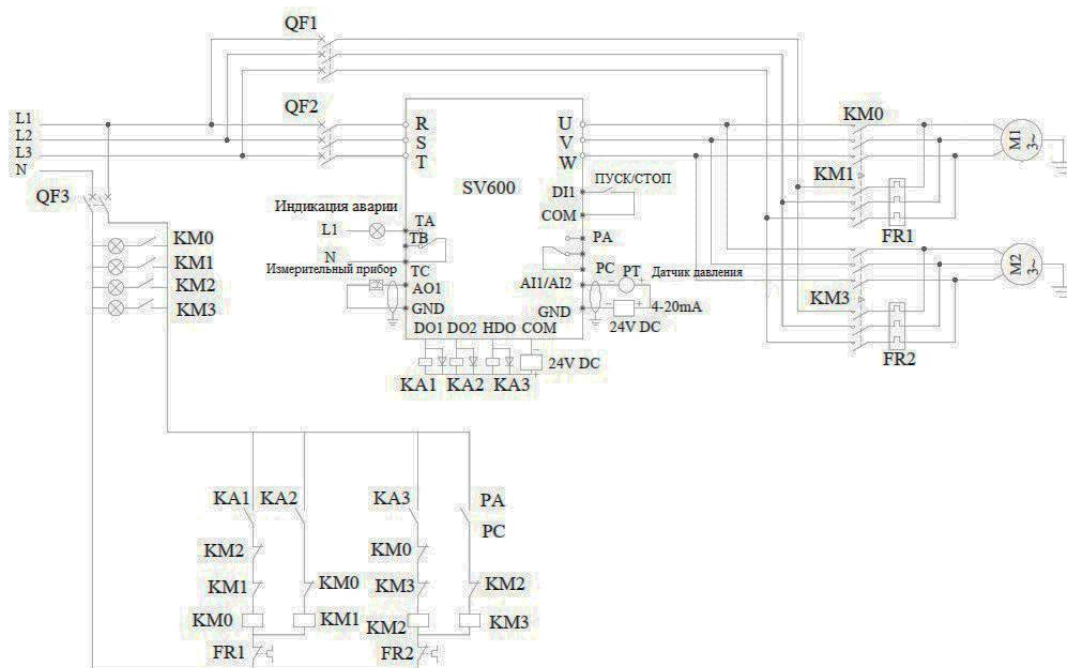 QF1
L1
L2
L3
N
QF2
QF3
R
S
T
U
V
W
SV600
DI1
COM
ПУСК/СТОП
Индикация аварии
L1
N
TA
TB
TC
PA
PC
Измерительный прибор
AO1
GND
AI1/AI2
GND
PT
Датчик давления
4-20mA
24V DC
DO1 DO2 HDO COM
KA1 KA2 KA3
24V DC
KM0
KM1
KM2
KM3
KM0
M1
3~
KM1
FR1
M2
3~
KM3
FR2
KA1 KA2 KA3 PA
PC
KM2 KM0
KM1 KM0 KM3 KM2
KM0 KM1 KM2 KM3
FR1 FR2